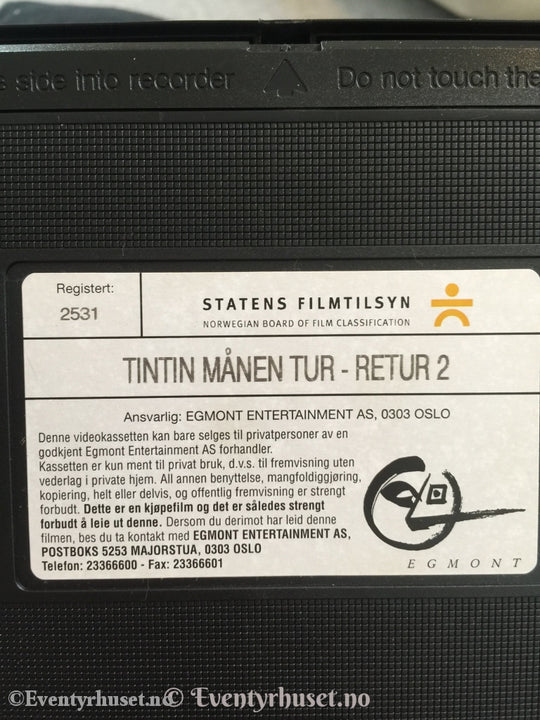 side into recorder Do not touch the
Registert:
2531
STATENS FILMTILSYN
NORWEGIAN BOARD OF FILM CLASSIFICATION
TINTIN MÅNEN TUR - RETUR 2
Ansvarlig: EGMONT ENTERTAINMENT AS, 0303 OSLO
Denne videokassetten kan bare selges til privatpersoner av en
godkjent Egmont Entertainment AS forhandler.
Kassetten er kun ment til privat bruk, d.v.s. til fremvisning uten
vederlag i private hjem. All annen benyttelse, mangfoldiggjøring,
kopiering, helt eller delvis, og offentlig fremvisning er strengt
forbudt. Dette er en kjøpefilm og det er således strengt
forbudt å leie ut denne. Dersom du derimot har leid denne
filmen, bes du ta kontakt med EGMONT ENTERTAINMENT AS,
POSTBOKS 5253 MAJORSTUA, 0303 OSLO
Telefon: 23366600 - Fax: 23366601
EGMONT
©Eventyrhuset.no © Eventyrhuset.no